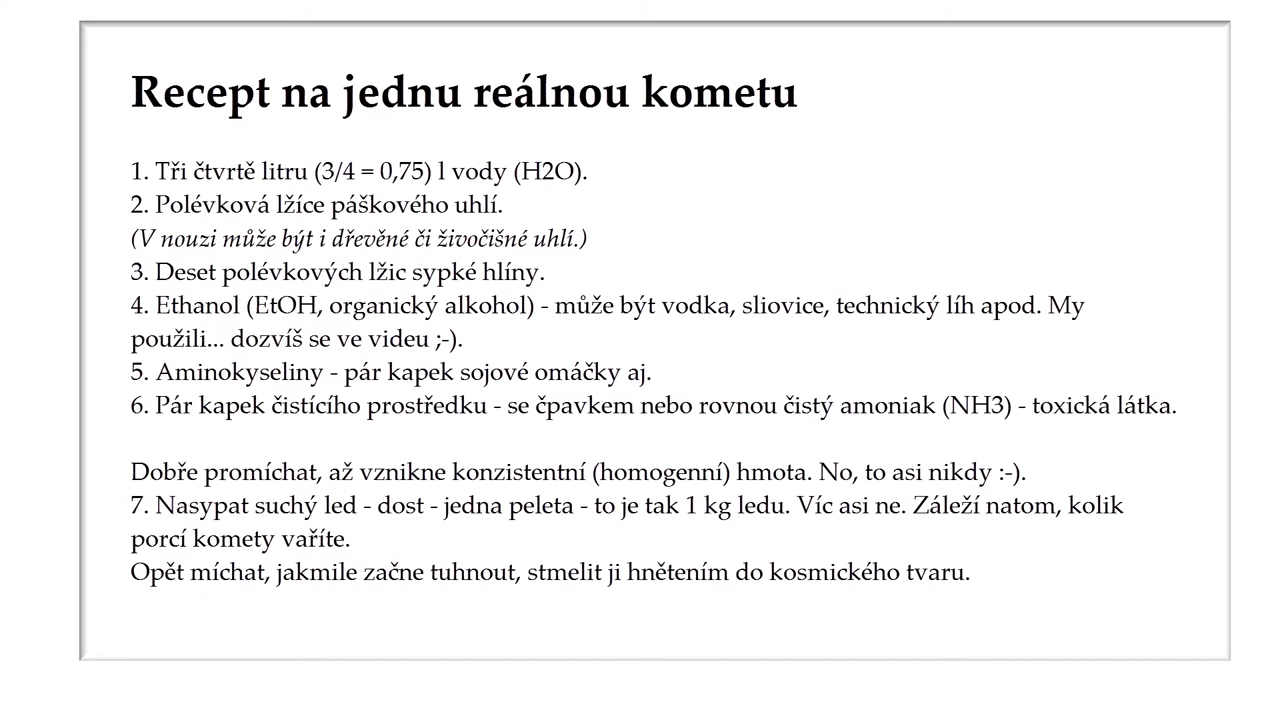 Recept na jednu reálnou kometu
1. Tři čtvrtě litru (3/4 = 0,75) l vody (H2O).
2. Polévková lžíce páškového uhlí.
(V nouzi může být i dřevěné či živočišné uhlí.)
3. Deset polévkových lžic sypké hlíny.
4. Ethanol (EtOH, organický alkohol) - může být vodka, sliovice, technický líh apod. My
použili... dozvíš se ve videu ;-).
5. Aminokyseliny - pár kapek sojové omáčky aj.
6. Pár kapek čistícího prostředku - se čpavkem nebo rovnou čistý amoniak (NH3) - toxická látka.
Dobře promíchat, až vznikne konzistentní (homogenní) hmota. No, to asi nikdy :-).
7. Nasypat suchý led - dost - jedna peleta - to je tak 1 kg ledu. Víc asi ne. Záleží natom, kolik
porcí komety vaříte.
Opět míchat, jakmile začne tuhnout, stmelit ji hnětením do kosmického tvaru.